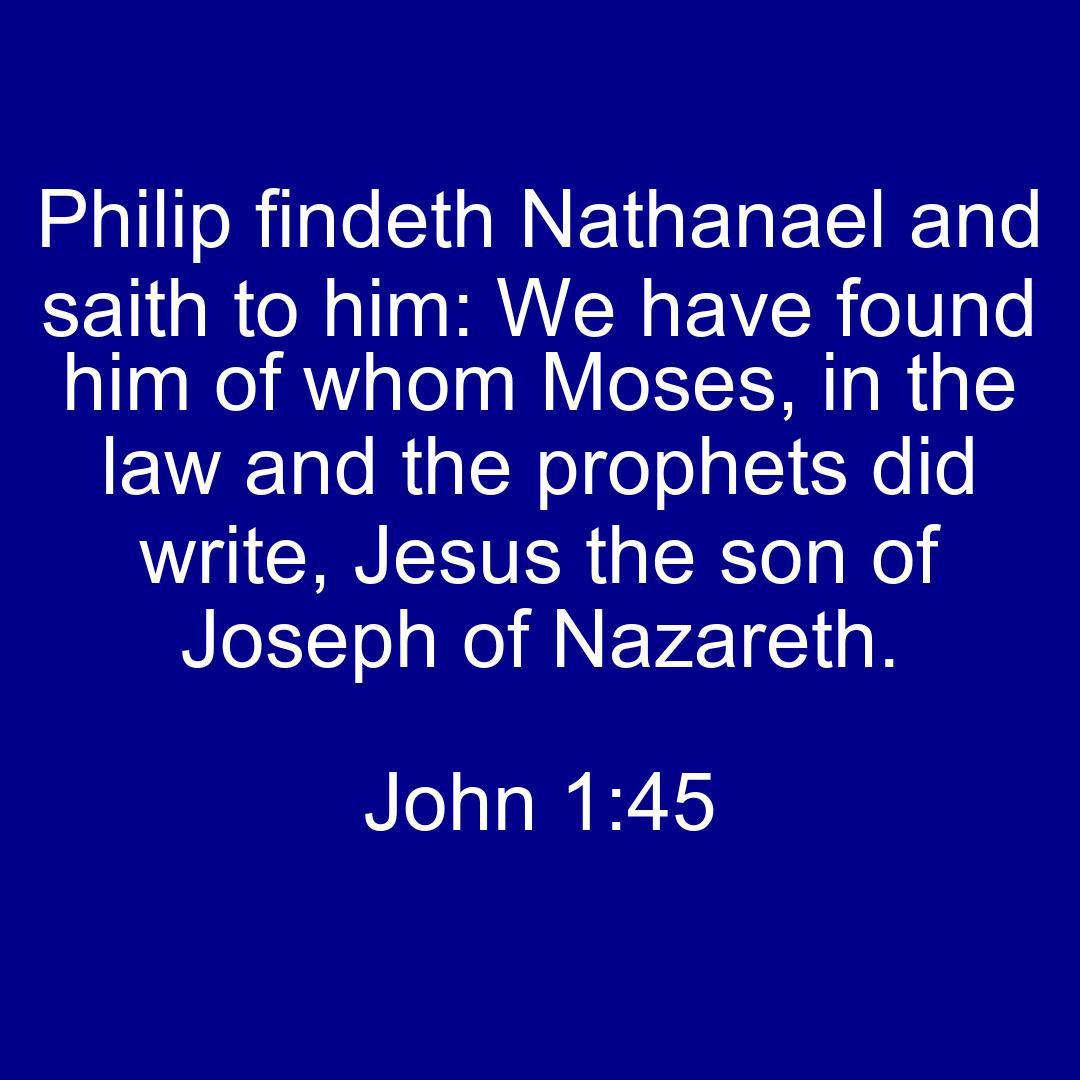 Philip findeth Nathanael and
saith to him: We have found
him of whom Moses, in the
law and the prophets did
write, Jesus the son of
Joseph of Nazareth.
John 1:45